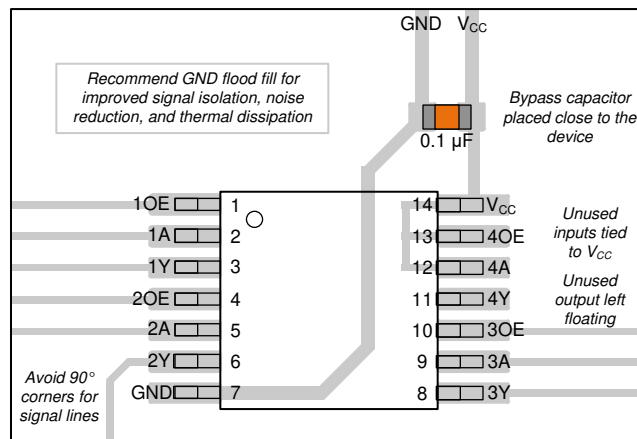 GND VCC
Recommend GND flood fill for
improved signal isolation, noise
reduction, and thermal dissipation
Bypass capacitor
placed close to the
device
0.1 µF
1OE 1 14 VCC
1A 2 13 4OE
1Y 3 12 4A
2OE 4 11 4Y
2A 5 10 3OE
2Y 6 9 3A
GND 7 8 3Y
Unused
inputs tied
to VCC
Unused
output left
floating
Avoid 90°
corners for
signal lines